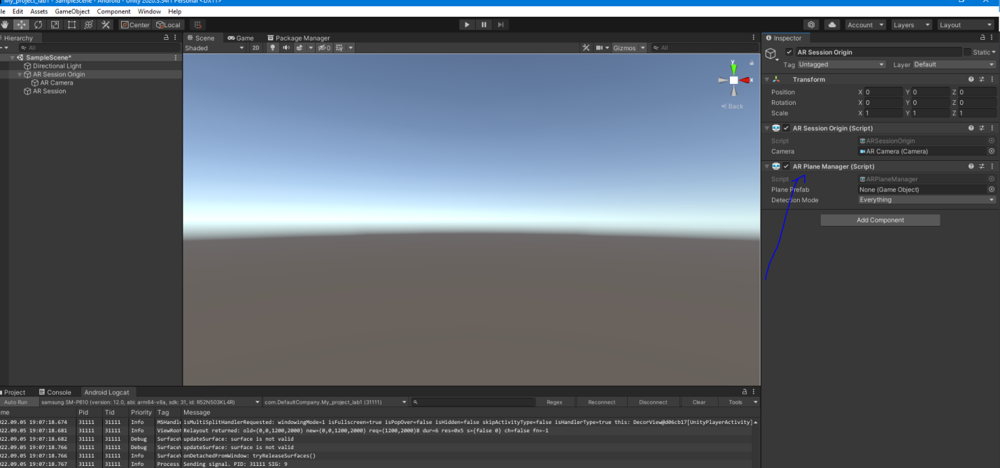 My_project_lab1 - SampleScene - Android - Unity 2020.3.34f1 Personal <DX11>
Edit Assets GameObject Component Window Help
Center Local Account Layers Layout
Hierarchy
All
SampleScene*
Directional Light
AR Session Origin
AR Camera
AR Session
Scene Game Package Manager
Shaded 2D 0 Gizmos All
y
x
Back
Inspector
AR Session Origin Static
Tag Untagged Layer Default
Transform
Position X 0 Y 0 Z 0
Rotation X 0 Y 0 Z 0
Scale X 1 Y 1 Z 1
AR Session Origin (Script)
Script ARSessionOrigin
Camera AR Camera (Camera)
AR Plane Manager (Script)
Script ARPlaneManager
Plane Prefab None (Game Object)
Detection Mode Everything
Add Component
Project Console Android Logcat
Auto Run samsung SM-P610 (version: 12.0, abi: arm64-v8a, sdk: 31, id: R52N503KL4R) com.DefaultCompany.My_project_lab1 (31111) Regex Reconnect Disconnect Clear Tools
me Pid Tid Priority Tag Message
022.09.05 19:07:18.674 31111 31111 Info MSHandle isMultiSplitHandlerRequested: windowingMode=1 isFullscreen=true isPopOver=false isHidden=false skipActivityType=false isHandlerType=true this: DecorView@d06cb17[UnityPlayerActivity]
022.09.05 19:07:18.681 31111 31111 Info ViewRoot Relayout returned: old=(0,0,1200,2000) new=(0,0,1200,2000) req=(1200,2000)8 dur=6 res=0x5 s={false 0} ch=false fn=-1
022.09.05 19:07:18.682 31111 31111 Debug Surface updateSurface: surface is not valid
022.09.05 19:07:18.766 31111 31111 Debug Surface updateSurface: surface is not valid
022.09.05 19:07:18.766 31111 31111 Info Surface onDetachedFromWindow: tryReleaseSurfaces()
022.09.05 19:07:18.767 31111 31111 Info Process Sending signal. PID: 31111 SIG: 9